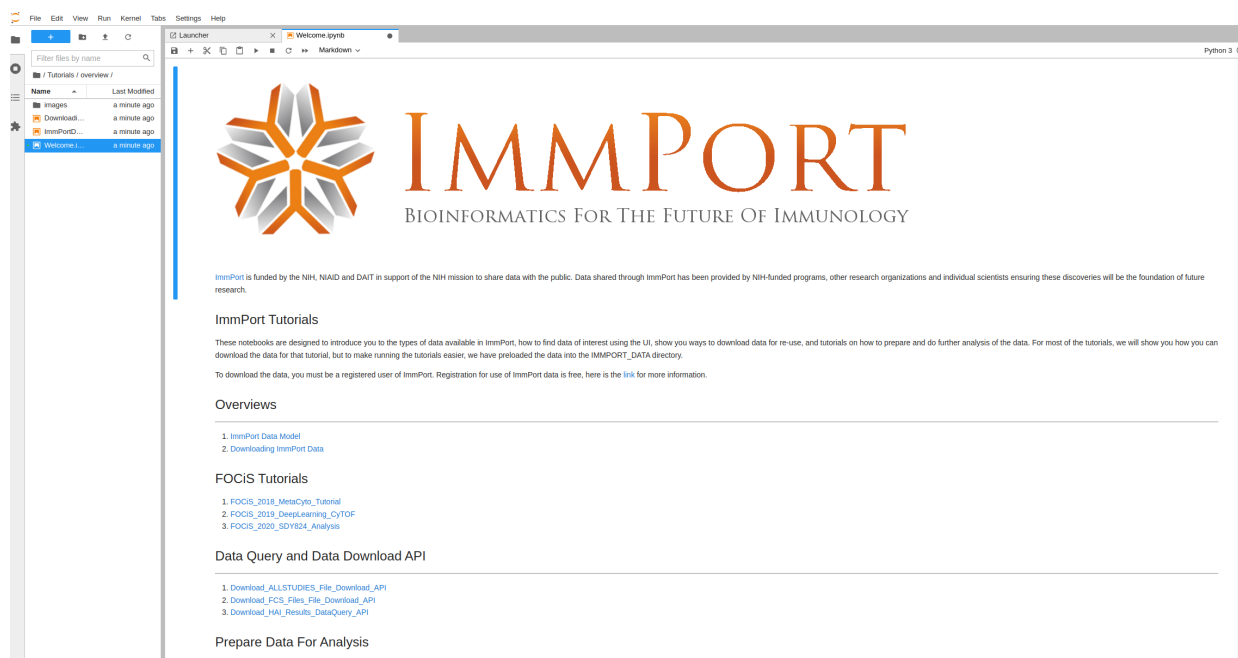 File Edit View Run Kernel Tabs Settings Help
Launcher
Welcome.ipynb
Filter files by name
/ Tutorials / overview /
Name Last Modified
images a minute ago
Downloadi... a minute ago
ImmPortD... a minute ago
Welcome.i... a minute ago
Markdown
Python 3
IMMPORT
BIOINFORMATICS FOR THE FUTURE OF IMMUNOLOGY
ImmPort is funded by the NIH, NIAID and DAIT in support of the NIH mission to share data with the public. Data shared through ImmPort has been provided by NIH-funded programs, other research organizations and individual scientists ensuring these discoveries will be the foundation of future
research.
ImmPort Tutorials
These notebooks are designed to introduce you to the types of data available in ImmPort, how to find data of interest using the UI, show you ways to download data for re-use, and tutorials on how to prepare and do further analysis of the data. For most of the tutorials, we will show you how you can
download the data for that tutorial, but to make running the tutorials easier, we have preloaded the data into the IMMPORT_DATA directory.
To download the data, you must be a registered user of ImmPort. Registration for use of ImmPort data is free, here is the link for more information.
Overviews
1. ImmPort Data Model
2. Downloading ImmPort Data
FOCiS Tutorials
1. FOCiS_2018_MetaCyto_Tutorial
2. FOCiS_2019_DeepLearning_CyTOF
3. FOCiS_2020_SDY824_Analysis
Data Query and Data Download API
1. Download_ALLSTUDIES_File_Download_API
2. Download_FCS_Files_File_Download_API
3. Download_HAI_Results_DataQuery_API
Prepare Data For Analysis